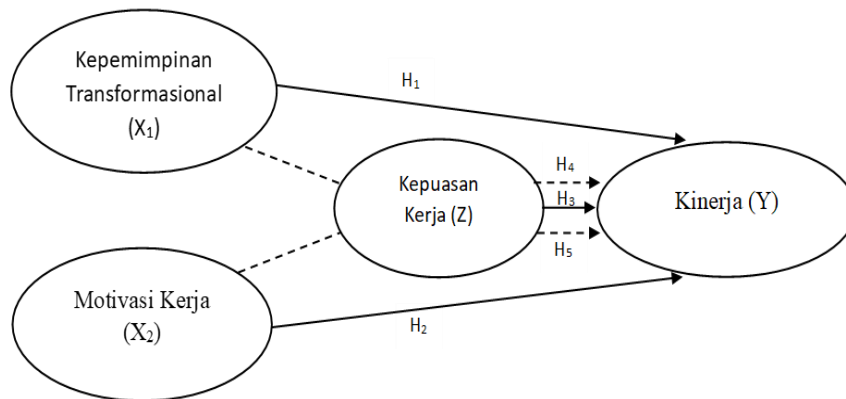 Kepemimpinan
Transformasional
(X₁)
H₁
Kepuasan
Kerja (Z)
H₄
H₃
H₅
Kinerja (Y)
Motivasi Kerja
(X₂)
H₂